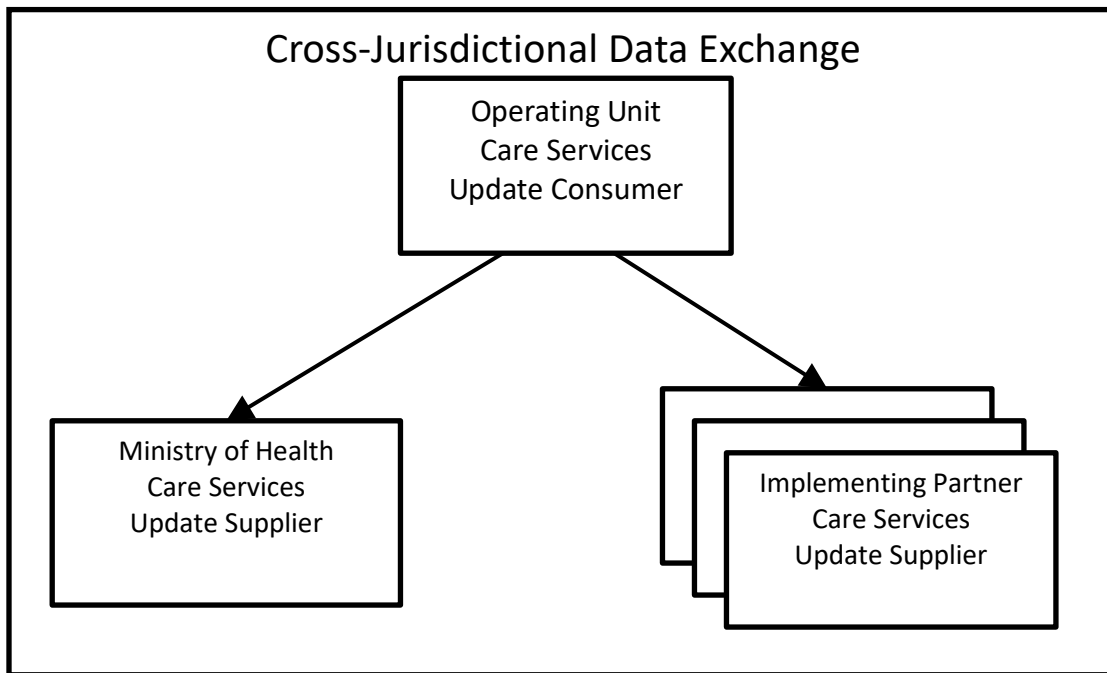 Cross-Jurisdictional Data Exchange
Operating Unit
Care Services
Update Consumer
Ministry of Health
Care Services
Update Supplier
Implementing Partner
Care Services
Update Supplier